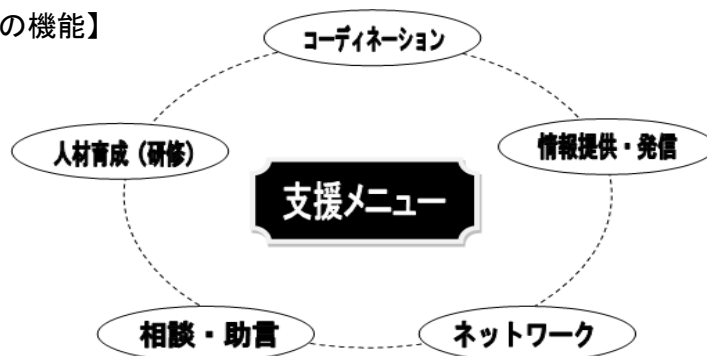 の機能】
コーディネーション
人材育成（研修）
情報提供・発信
支援メニュー
相談・助言
ネットワーク